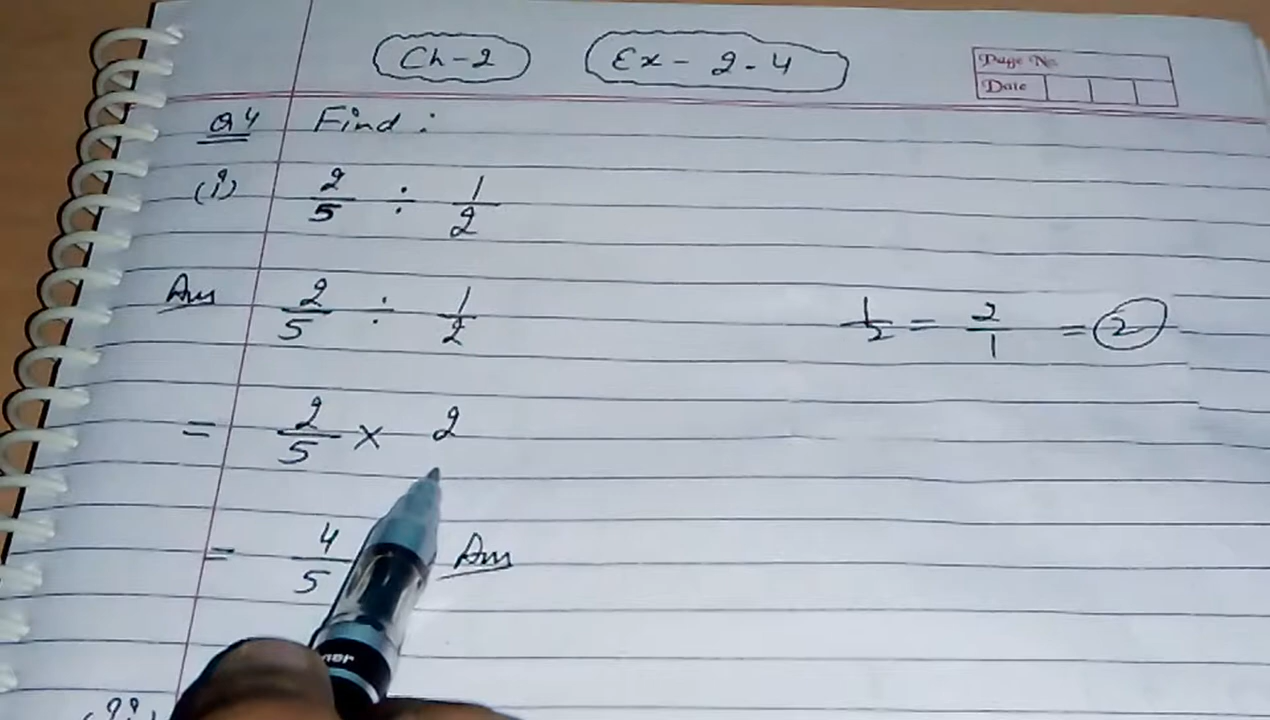 Ch-2 Ex-2-4
Page No.
Date
Q4 Find :
(i) 2/5 ÷ 1/2
Ans 2/5 ÷ 1/2
1/2 = 2/1 = 2
= 2/5 × 2
= 4/5 Ans
(ii)